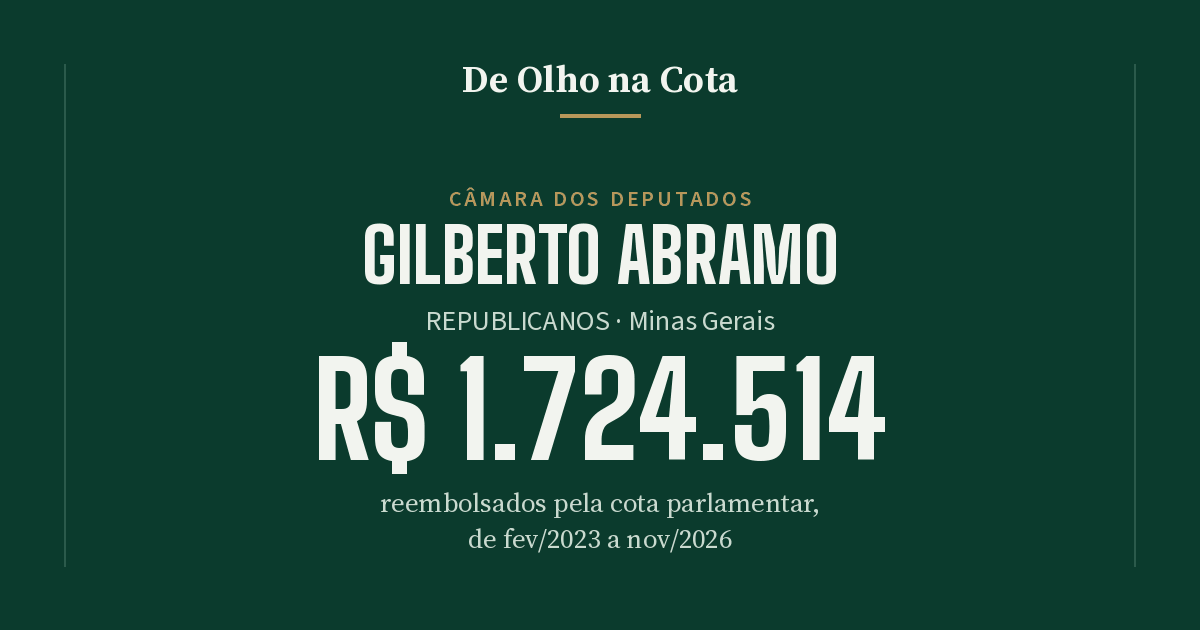 De Olho na Cota
CÂMARA DOS DEPUTADOS
GILBERTO ABRAMO
REPUBLICANOS · Minas Gerais
R$ 1.724.514
reembolsados pela cota parlamentar,
de fev/2023 a nov/2026